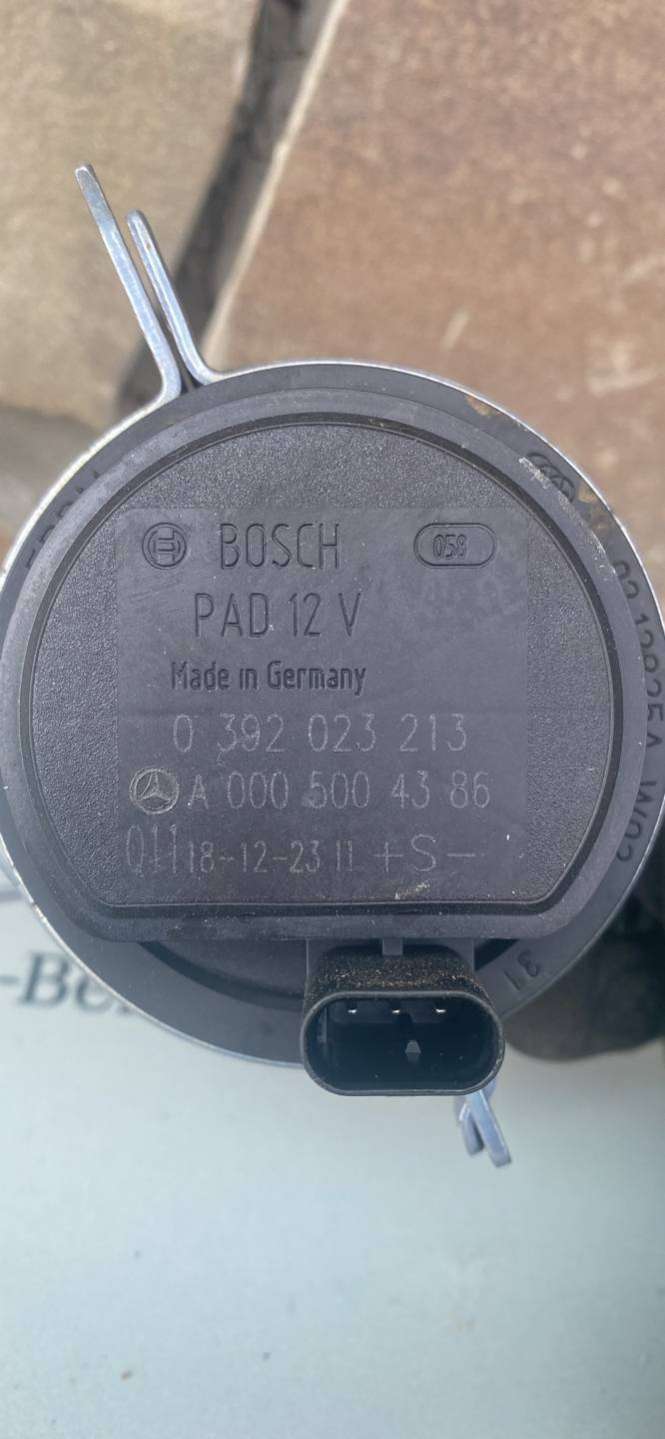 BOSCH 058
PAD 12 V
Made in Germany
0 392 023 213
A 000 500 43 86
011 18-12-23 11 +S-
31